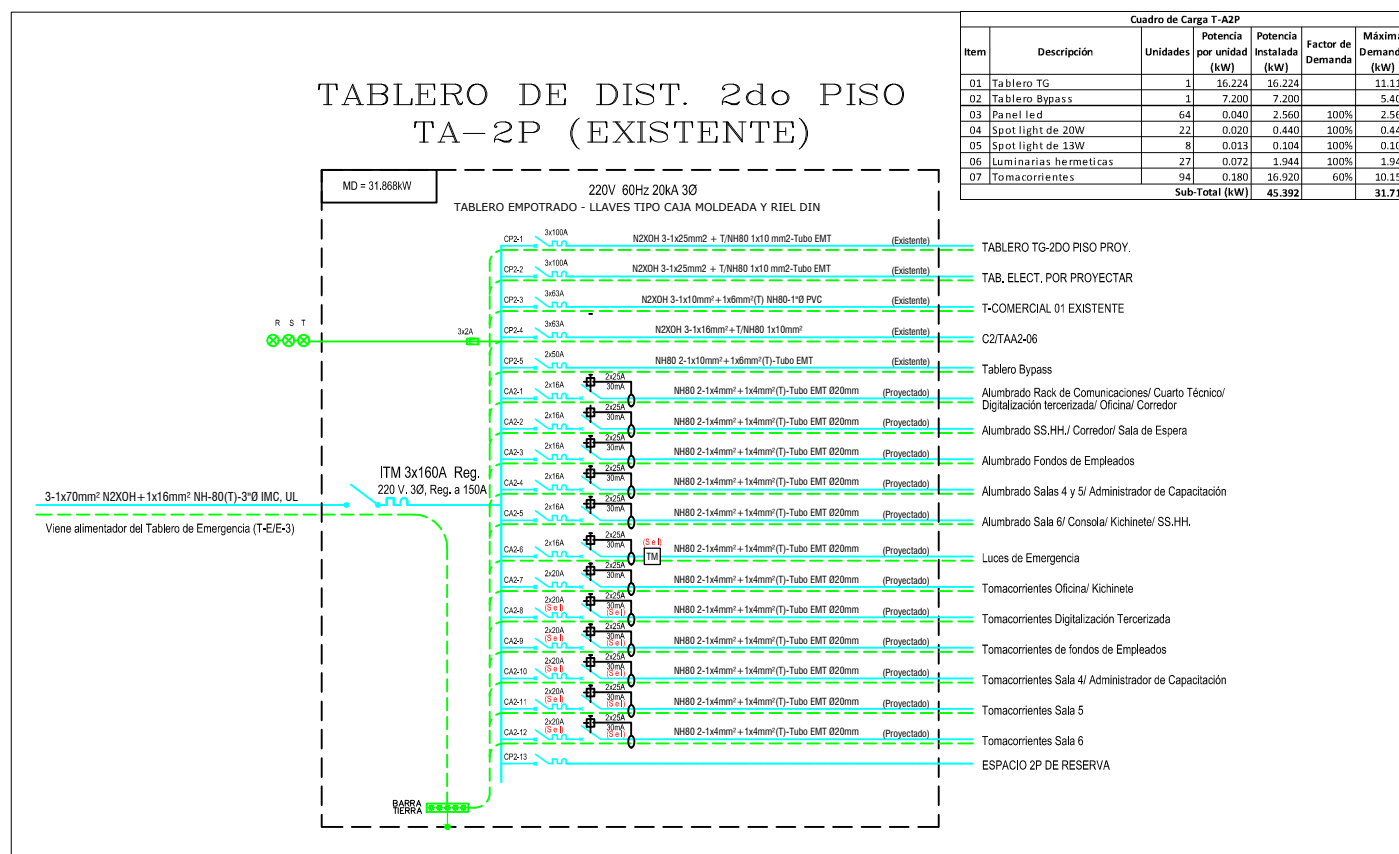 Cuadro de Carga T-A2P
Item Descripción Unidades Potencia por unidad (kW) Potencia Instalada (kW) Factor de Demanda (kW)
01 Tablero TG 1 16.224 16.224
02 Tablero Bypass 1 7.200 7.200
03 Panel led 64 0.040 2.560 100%
04 Spot light de 20W 22 0.020 0.440 100%
05 Spot light de 13W 8 0.013 0.104 100%
06 Luminarias hermeticas 27 0.072 1.944 100%
07 Tomacorrientes 94 0.180 16.920 60%
Sub-Total (kW) 45.392
TABLERO DE DIST. 2do PISO
TA-2P (EXISTENTE)
MD = 31.868kW
220V 60Hz 20kA 3Ø
TABLERO EMPOTRADO - LLAVES TIPO CAJA MOLDEADA Y RIEL DIN
CP2-1 3x100A N2XOH 3-1x25mm2 + T/NH80 1x10 mm2-Tubo EMT (Existente) TABLERO TG-2DO PISO PROY.
CP2-2 3x100A N2XOH 3-1x25mm2 + T/NH80 1x10 mm2-Tubo EMT (Existente) TAB. ELECT. POR PROYECTAR
CP2-3 3x63A N2XOH 3-1x10mm²+1x6mm²(T) NH80-1"Ø PVC (Existente) T-COMERCIAL 01 EXISTENTE
R S T
3x2A
CP2-4 3x63A N2XOH 3-1x16mm²+T/NH80 1x10mm² (Existente) C2/TAA2-06
CP2-5 2x50A NH80 2-1x10mm²+1x6mm²(T)-Tubo EMT (Existente) Tablero Bypass
CA2-1 2x16A 2x25A 30mA NH80 2-1x4mm²+1x4mm²(T)-Tubo EMT Ø20mm (Proyectado) Alumbrado Rack de Comunicaciones/ Cuarto Técnico/
Digitalización tercerizada/ Oficina/ Corredor
CA2-2 2x16A 2x25A 30mA NH80 2-1x4mm²+1x4mm²(T)-Tubo EMT Ø20mm (Proyectado) Alumbrado SS.HH./ Corredor/ Sala de Espera
CA2-3 2x16A 2x25A 30mA NH80 2-1x4mm²+1x4mm²(T)-Tubo EMT Ø20mm (Proyectado) Alumbrado Fondos de Empleados
CA2-4 2x16A 2x25A 30mA NH80 2-1x4mm²+1x4mm²(T)-Tubo EMT Ø20mm (Proyectado) Alumbrado Salas 4 y 5/ Administrador de Capacitación
ITM 3x160A Reg.
220 V. 3Ø, Reg. a 150A
3-1x70mm² N2XOH+1x16mm² NH-80(T)-3"Ø IMC, UL
Viene alimentador del Tablero de Emergencia (T-E/E-3)
CA2-5 2x16A 2x25A 30mA NH80 2-1x4mm²+1x4mm²(T)-Tubo EMT Ø20mm (Proyectado) Alumbrado Sala 6/ Consola/ Kichinete/ SS.HH.
CA2-6 2x16A 2x25A 30mA (Sel) TM NH80 2-1x4mm²+1x4mm²(T)-Tubo EMT Ø20mm (Proyectado) Luces de Emergencia
CA2-7 2x20A 2x25A 30mA NH80 2-1x4mm²+1x4mm²(T)-Tubo EMT Ø20mm (Proyectado) Tomacorrientes Oficina/ Kichinete
CA2-8 2x20A (Sel) 2x25A 30mA (Sel) NH80 2-1x4mm²+1x4mm²(T)-Tubo EMT Ø20mm (Proyectado) Tomacorrientes Digitalización Tercerizada
CA2-9 2x20A (Sel) 2x25A 30mA (Sel) NH80 2-1x4mm²+1x4mm²(T)-Tubo EMT Ø20mm (Proyectado) Tomacorrientes de fondos de Empleados
CA2-10 2x20A (Sel) 2x25A 30mA (Sel) NH80 2-1x4mm²+1x4mm²(T)-Tubo EMT Ø20mm (Proyectado) Tomacorrientes Sala 4/ Administrador de Capacitación
CA2-11 2x20A (Sel) 2x25A 30mA (Sel) NH80 2-1x4mm²+1x4mm²(T)-Tubo EMT Ø20mm (Proyectado) Tomacorrientes Sala 5
CA2-12 2x20A (Sel) 2x25A 30mA (Sel) NH80 2-1x4mm²+1x4mm²(T)-Tubo EMT Ø20mm (Proyectado) Tomacorrientes Sala 6
CP2-13 ESPACIO 2P DE RESERVA
BARRA
TIERRA